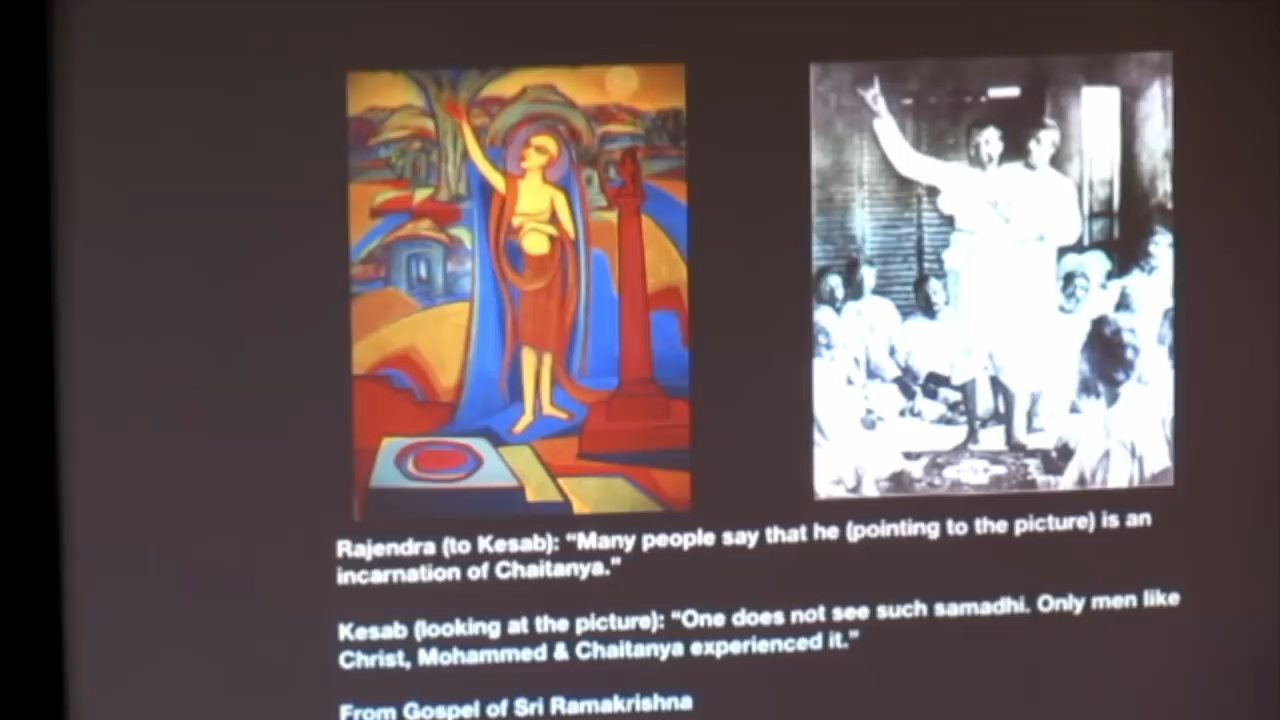 Rajendra (to Kesab): “Many people say that he (pointing to the picture) is an
incarnation of Chaitanya.”
Kesab (looking at the picture): “One does not see such samadhi. Only men like
Christ, Mohammed & Chaitanya experienced it.”
From Gospel of Sri Ramakrishna